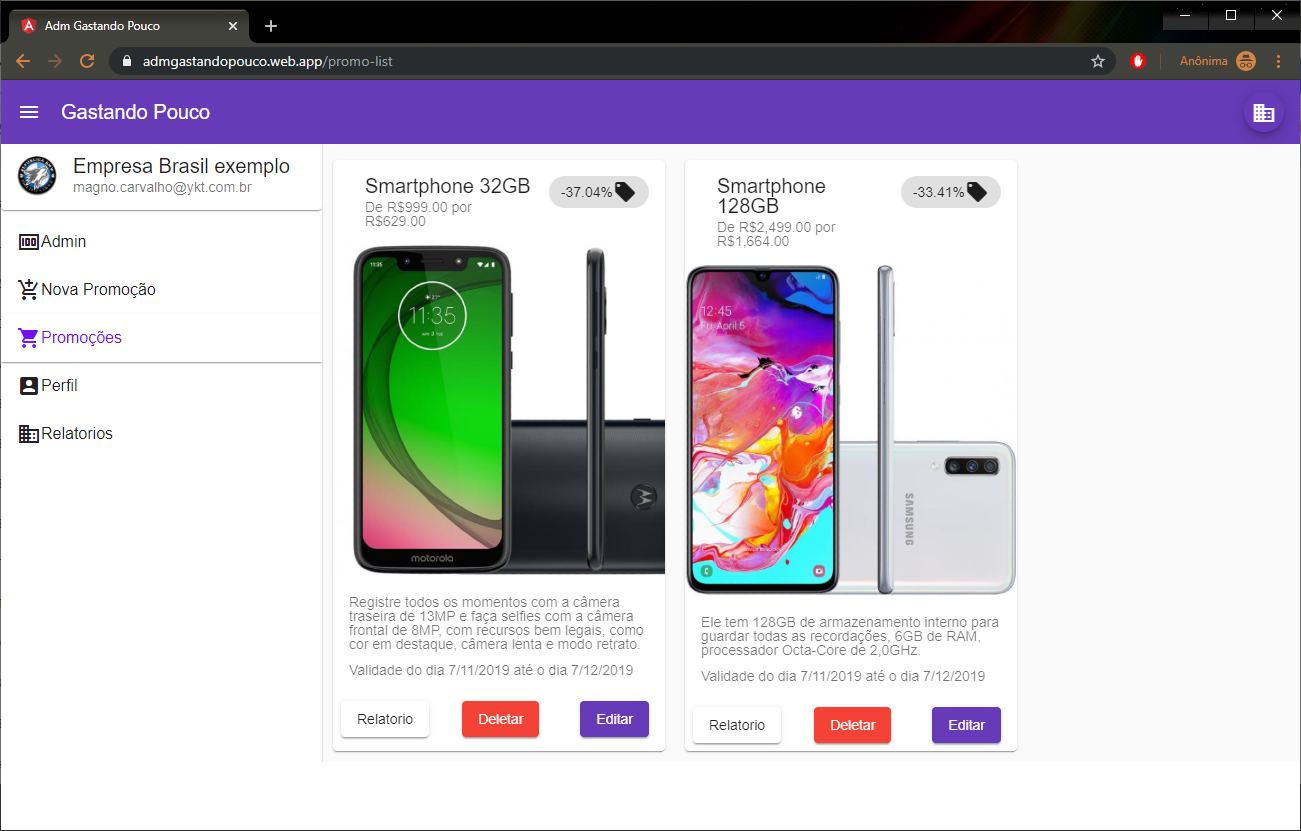 Adm Gastando Pouco
admgastandopouco.web.app/promo-list
Anônima
Gastando Pouco
Empresa Brasil exemplo
magno.carvalho@ykt.com.br
Admin
Nova Promoção
Promoções
Perfil
Relatorios
Smartphone 32GB
De R$999.00 por
R$629.00
-37.04%
11:35
11:35
motorola
Registre todos os momentos com a câmera
traseira de 13MP e faça selfies com a câmera
frontal de 8MP, com recursos bem legais, como
cor em destaque, câmera lenta e modo retrato.
Validade do dia 7/11/2019 até o dia 7/12/2019
Relatorio
Deletar
Editar
Smartphone
128GB
De R$2,499.00 por
R$1,664.00
-33.41%
12:45
Fri, April 5
SAMSUNG
Ele tem 128GB de armazenamento interno para
guardar todas as recordações, 6GB de RAM,
processador Octa-Core de 2,0GHz.
Validade do dia 7/11/2019 até o dia 7/12/2019
Relatorio
Deletar
Editar